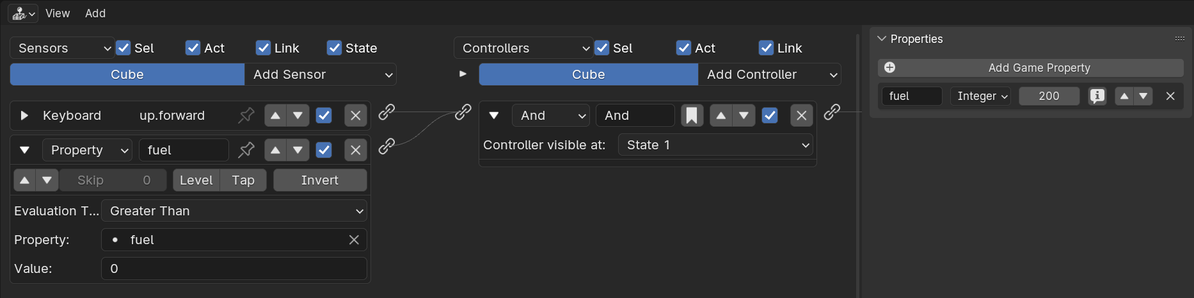 View Add
Sensors Sel Act Link State Controllers Sel Act Link
Cube Add Sensor Cube Add Controller
Keyboard up.forward And And
Property fuel Controller visible at: State 1
Skip 0 Level Tap Invert
Evaluation T... Greater Than
Property: fuel
Value: 0
Properties
Add Game Property
fuel Integer 200